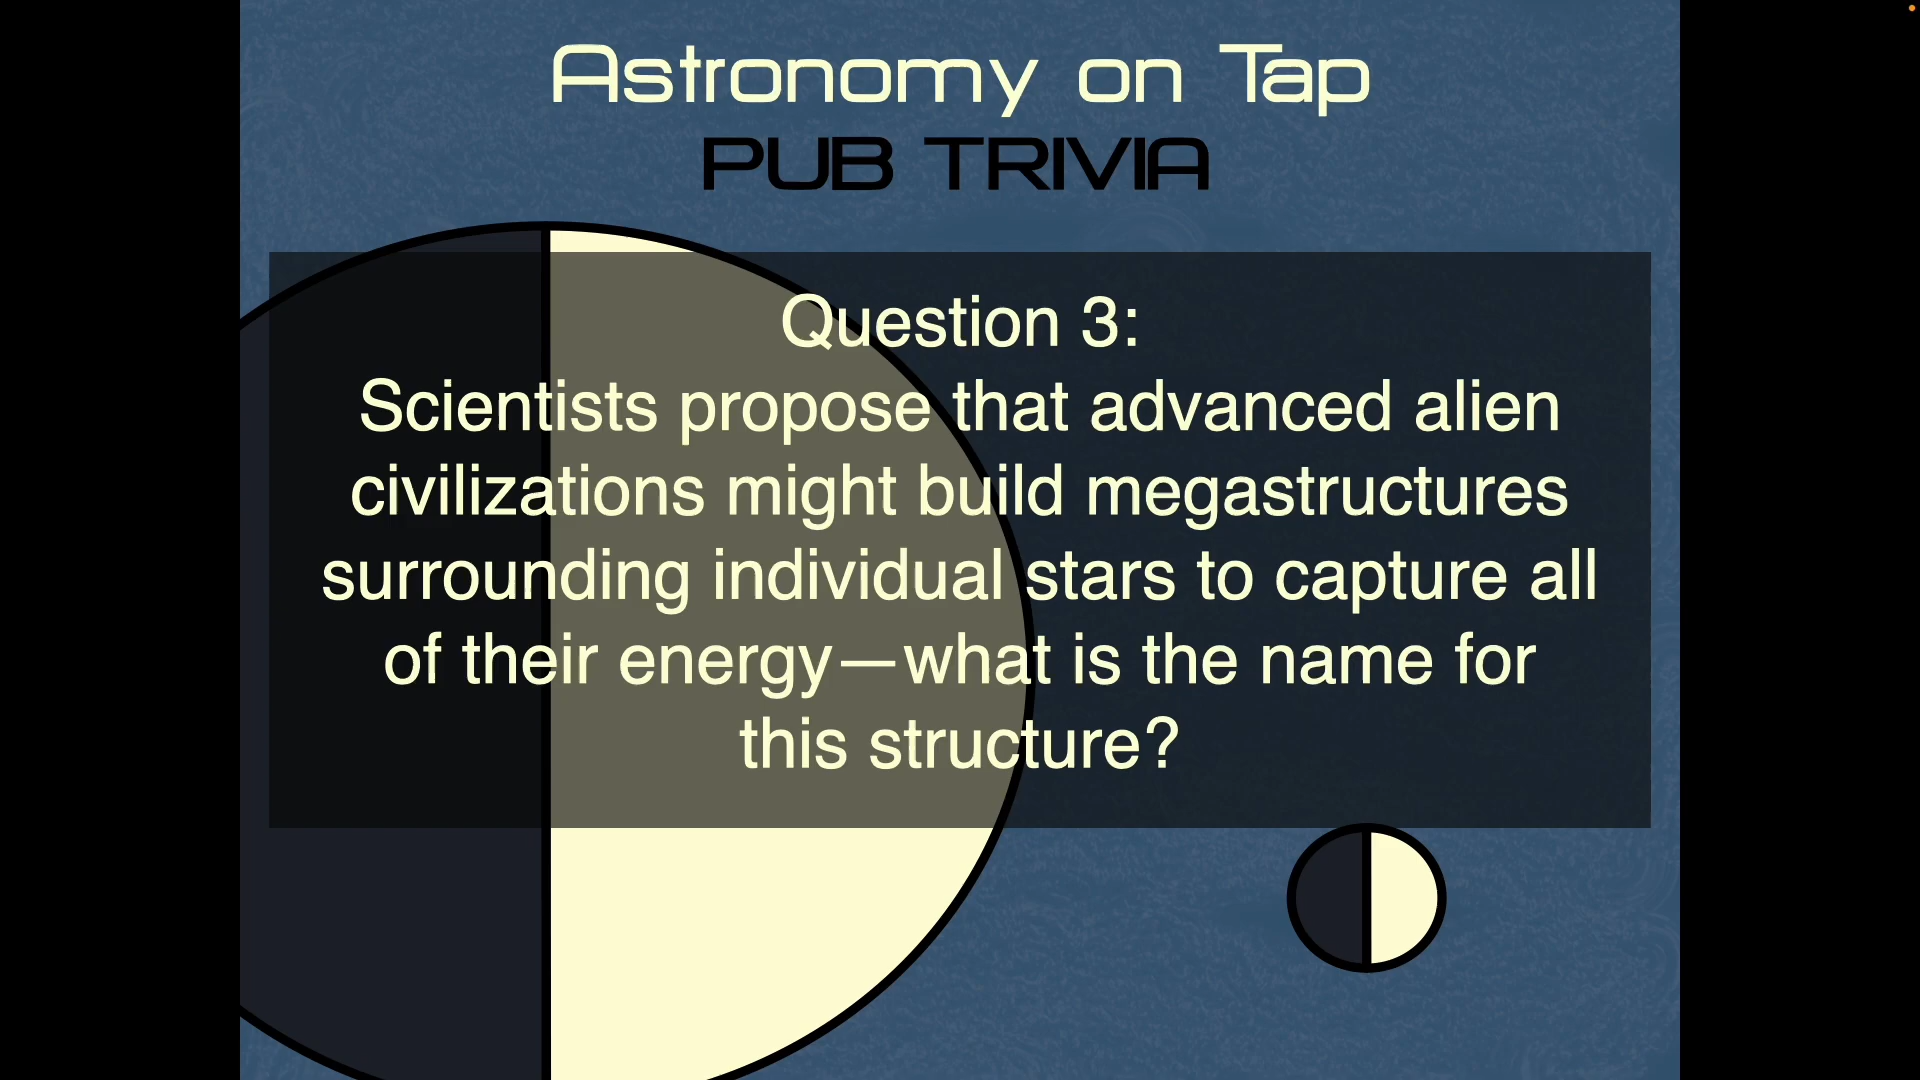 Astronomy on Tap
PUB TRIVIA
Question 3:
Scientists propose that advanced alien
civilizations might build megastructures
surrounding individual stars to capture all
of their energy—what is the name for
this structure?